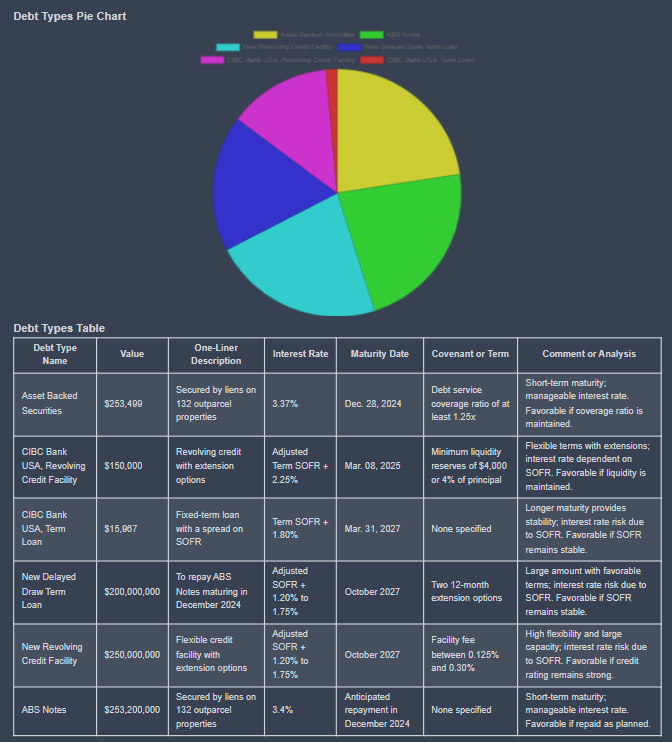 Debt Types Pie Chart
Asset Backed Securities
ABS Notes
New Revolving Credit Facility
New Delayed Draw Term Loan
CIBC Bank USA, Revolving Credit Facility
CIBC Bank USA, Term Loan
Debt Types Table
Debt Type
Name
Value
One-Liner
Description
Interest Rate
Maturity Date
Covenant or Term
Comment or Analysis
Asset Backed
Securities
$253,499
Secured by liens on
132 outparcel
properties
3.37%
Dec. 28, 2024
Debt service
coverage ratio of at
least 1.25x
Short-term maturity;
manageable interest rate.
Favorable if coverage ratio is
maintained.
CIBC Bank
USA, Revolving
Credit Facility
$150,000
Revolving credit
with extension
options
Adjusted
Term SOFR +
2.25%
Mar. 08, 2025
Minimum liquidity
reserves of $4,000
or 4% of principal
Flexible terms with extensions;
interest rate dependent on
SOFR. Favorable if liquidity is
maintained.
CIBC Bank
USA, Term
Loan
$15,967
Fixed-term loan
with a spread on
SOFR
Term SOFR +
1.80%
Mar. 31, 2027
None specified
Longer maturity provides
stability; interest rate risk due
to SOFR. Favorable if SOFR
remains stable.
New Delayed
Draw Term
Loan
$200,000,000
To repay ABS
Notes maturing in
December 2024
Adjusted
SOFR +
1.20% to
1.75%
October 2027
Two 12-month
extension options
Large amount with favorable
terms; interest rate risk due to
SOFR. Favorable if SOFR
remains stable.
New Revolving
Credit Facility
$250,000,000
Flexible credit
facility with
extension options
Adjusted
SOFR +
1.20% to
1.75%
October 2027
Facility fee
between 0.125%
and 0.30%
High flexibility and large
capacity; interest rate risk due
to SOFR. Favorable if credit
rating remains strong.
ABS Notes
$253,200,000
Secured by liens on
132 outparcel
properties
3.4%
Anticipated
repayment in
December 2024
None specified
Short-term maturity;
manageable interest rate.
Favorable if repaid as planned.